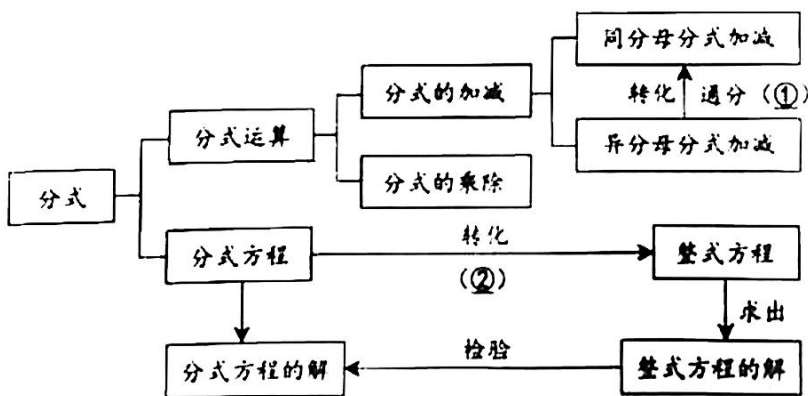 同分母分式加减
转化 通分 (①)
分式的加减
异分母分式加减
分式运算
分式的乘除
分式
分式方程
转化
(②)
整式方程
求出
分式方程的解
检验
整式方程的解